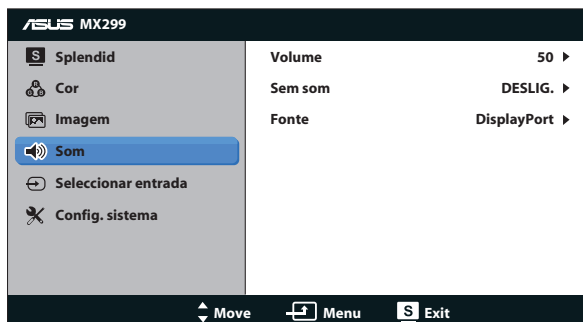 ASUS MX299
S Splendid
Cor
Imagem
Som
Seleccionar entrada
Config. sistema
Volume 50
Sem som DESLIG.
Fonte DisplayPort
Move Menu S Exit